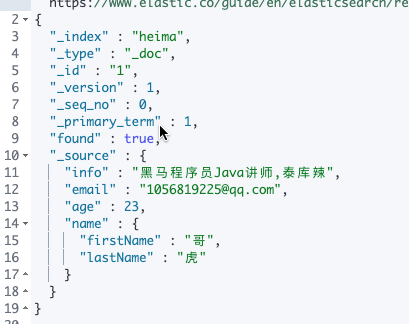 https://www.elastic.co/guide/en/elasticsearch/re
2 {
3 "_index" : "heima",
4 "_type" : "_doc",
5 "_id" : "1",
6 "_version" : 1,
7 "_seq_no" : 0,
8 "_primary_term" : 1,
9 "found" : true,
10 "_source" : {
11 "info" : "黑马程序员Java讲师,泰库辣",
12 "email" : "1056819225@qq.com",
13 "age" : 23,
14 "name" : {
15 "firstName" : "哥",
16 "lastName" : "虎"
17 }
18 }
19 }
20